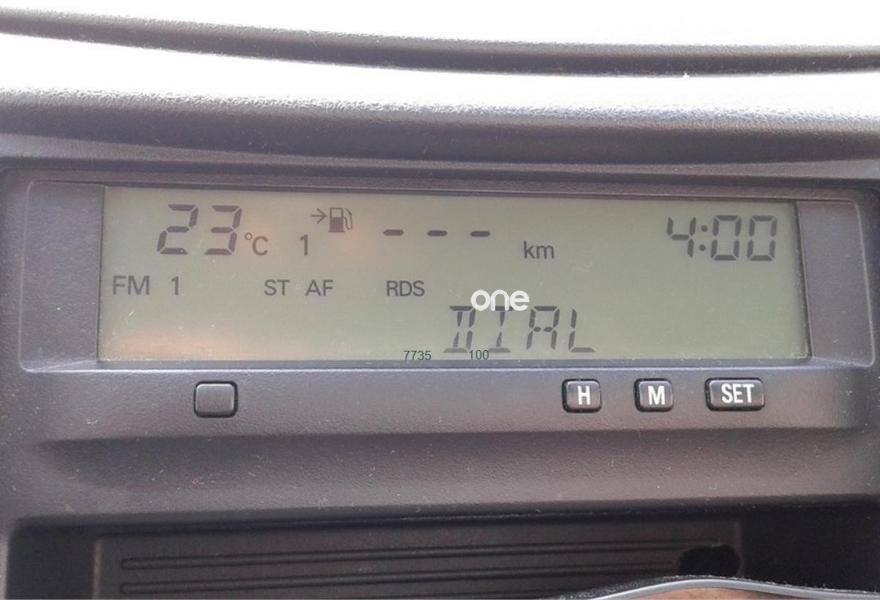 23°C 1 --- km 4:00
FM 1 ST AF RDS
one
DIAL
7735 100
H M SET